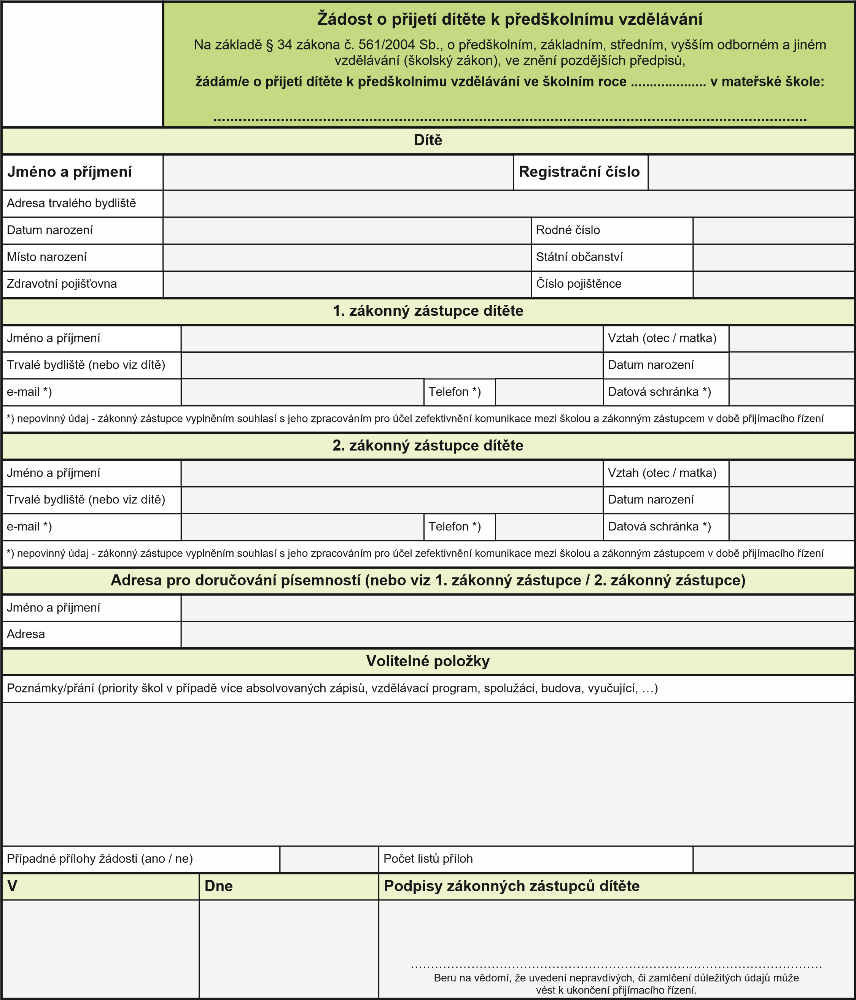 Žádost o přijetí dítěte k předškolnímu vzdělávání
Na základě § 34 zákona č. 561/2004 Sb., o předškolním, základním, středním, vyšším odborném a jiném
vzdělávání (školský zákon), ve znění pozdějších předpisů,
žádám/e o přijetí dítěte k předškolnímu vzdělávání ve školním roce .................... v mateřské škole:
Dítě
Jméno a příjmení
Registrační číslo
Adresa trvalého bydliště
Datum narození
Rodné číslo
Místo narození
Státní občanství
Zdravotní pojišťovna
Číslo pojištěnce
1. zákonný zástupce dítěte
Jméno a příjmení
Vztah (otec / matka)
Trvalé bydliště (nebo viz dítě)
Datum narození
e-mail *)
Telefon *)
Datová schránka *)
*) nepovinný údaj - zákonný zástupce vyplněním souhlasí s jeho zpracováním pro účel zefektivnění komunikace mezi školou a zákonným zástupcem v době přijímacího řízení
2. zákonný zástupce dítěte
Jméno a příjmení
Vztah (otec / matka)
Trvalé bydliště (nebo viz dítě)
Datum narození
e-mail *)
Telefon *)
Datová schránka *)
*) nepovinný údaj - zákonný zástupce vyplněním souhlasí s jeho zpracováním pro účel zefektivnění komunikace mezi školou a zákonným zástupcem v době přijímacího řízení
Adresa pro doručování písemností (nebo viz 1. zákonný zástupce / 2. zákonný zástupce)
Jméno a příjmení
Adresa
Volitelné položky
Poznámky/přání (priority škol v případě více absolvovaných zápisů, vzdělávací program, spolužáci, budova, vyučující, …)
Případné přílohy žádosti (ano / ne)
Počet listů příloh
V
Dne
Podpisy zákonných zástupců dítěte
Beru na vědomí, že uvedení nepravdivých, či zamlčení důležitých údajů může
vést k ukončení přijímacího řízení.